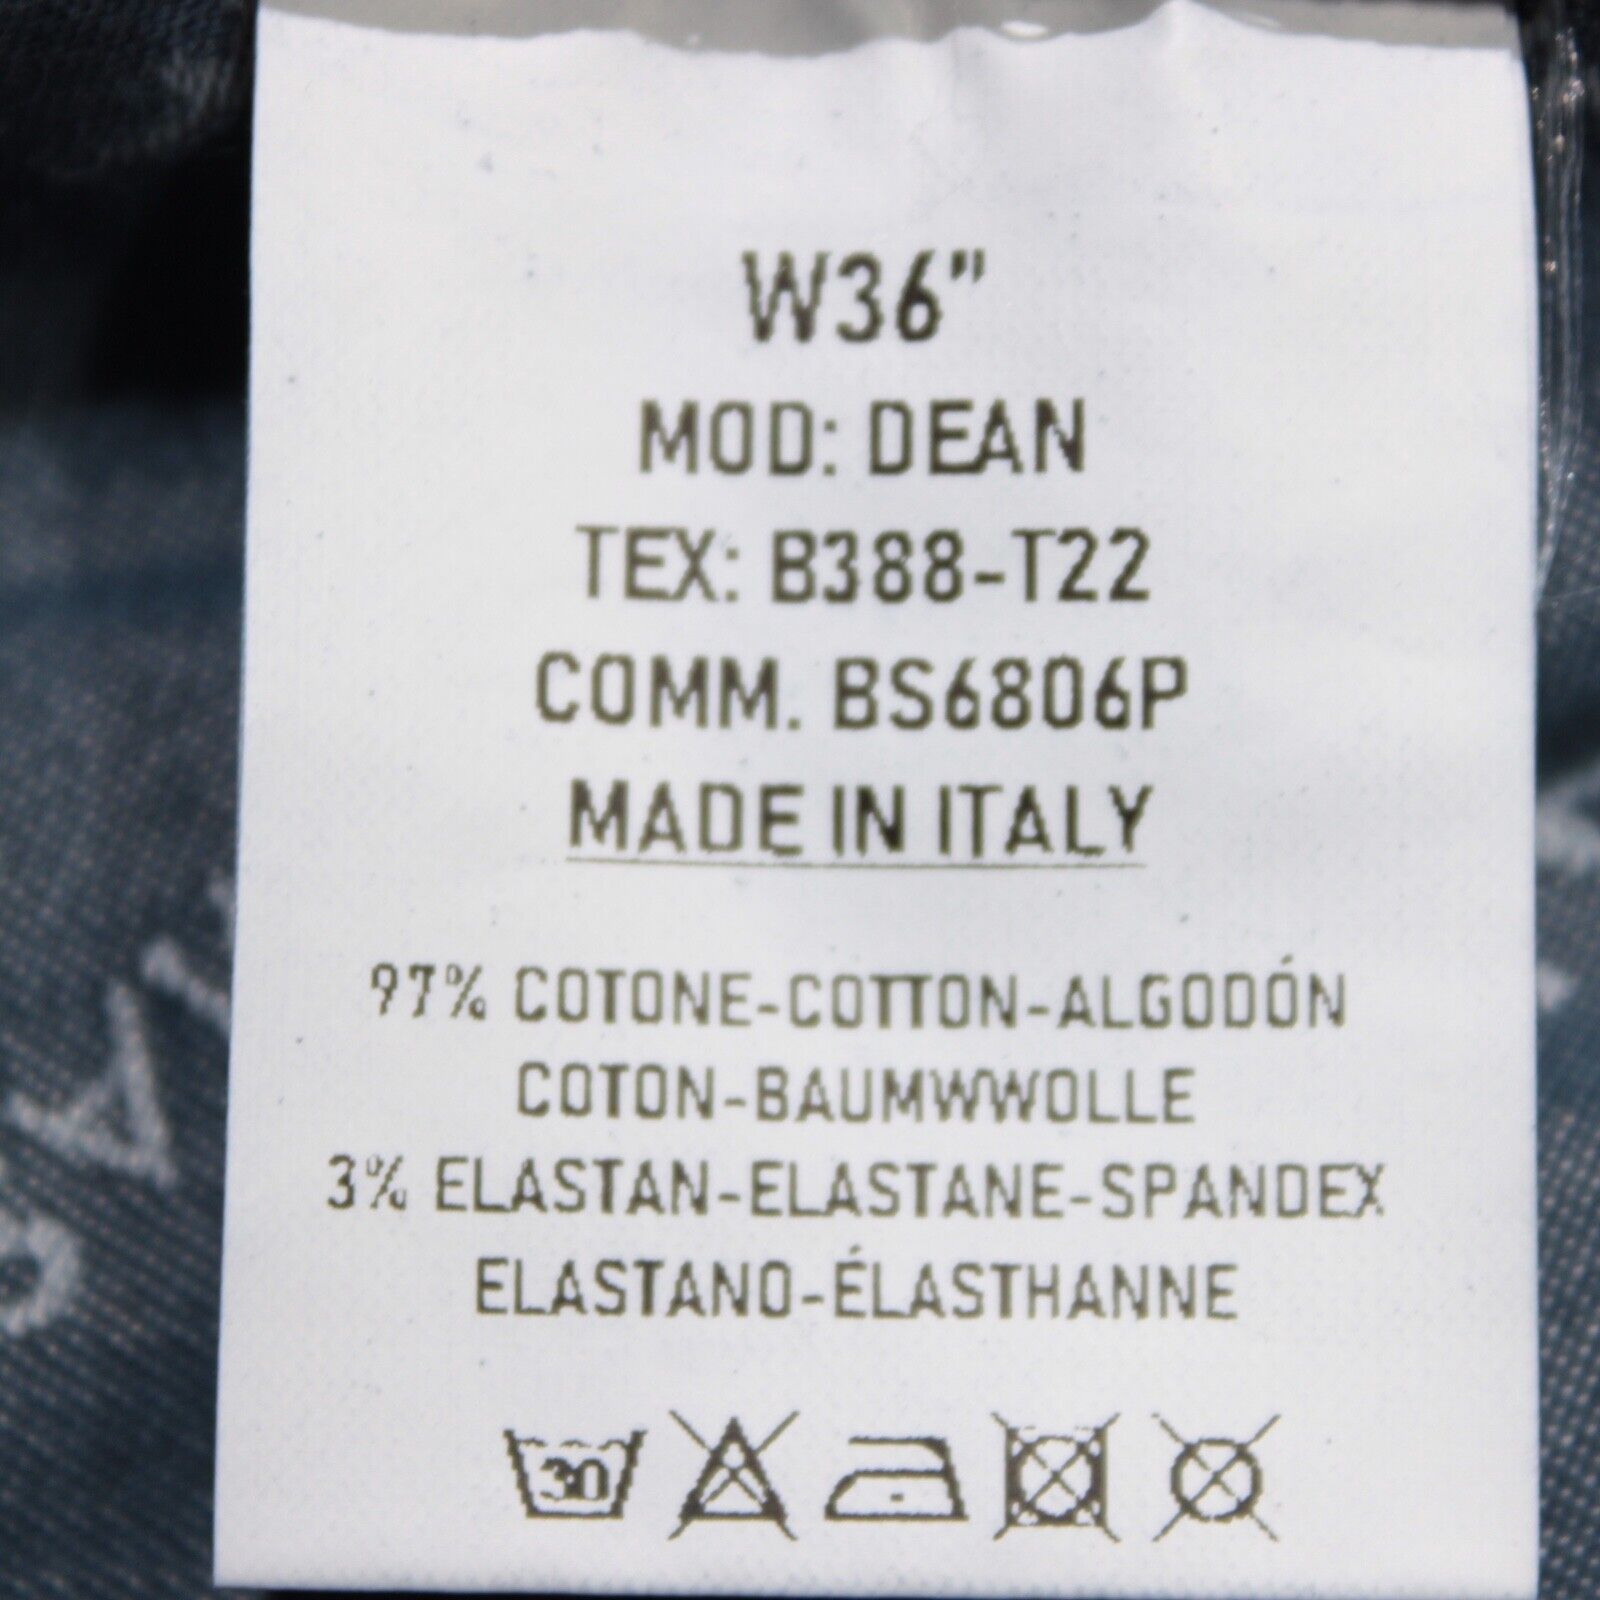 W36”
MOD: DEAN
TEX: B388-T22
COMM. BS6806P
MADE IN ITALY
97% COTONE-COTTON-ALGODÓN
COTON-BAUMWWOLLE
3% ELASTAN-ELASTANE-SPANDEX
ELASTANO-ÉLASTHANNE
30